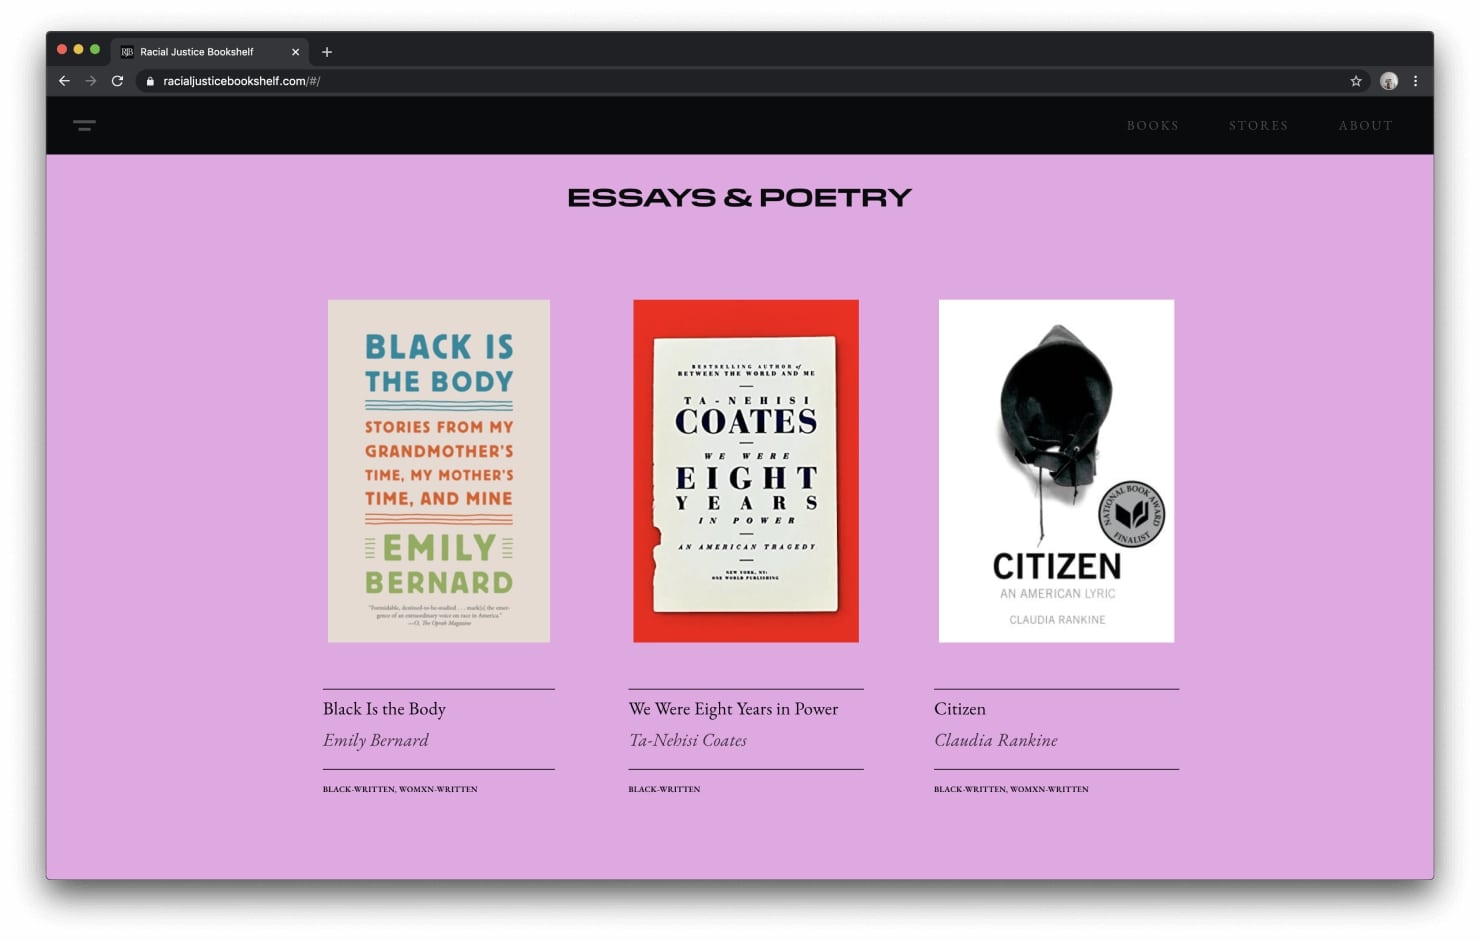 RJB
Racial Justice Bookshelf
racialjusticebookshelf.com/#/
BOOKS STORES ABOUT
ESSAYS & POETRY
BLACK IS
THE BODY
STORIES FROM MY
GRANDMOTHER'S
TIME, MY MOTHER'S
TIME, AND MINE
EMILY
BERNARD
"Formidable, destined-to-be-studied . . . mark[s] the emer-
gence of an extraordinary voice on race in America."
—O, The Oprah Magazine
BESTSELLING AUTHOR of
BETWEEN THE WORLD AND ME
TA-NEHISI
COATES
WE WERE
EIGHT
YEARS
IN POWER
AN AMERICAN TRAGEDY
NEW YORK, NY:
ONE WORLD PUBLISHING
NATIONAL BOOK AWARD
FINALIST
CITIZEN
AN AMERICAN LYRIC
CLAUDIA RANKINE
Black Is the Body
Emily Bernard
BLACK-WRITTEN, WOMXN-WRITTEN
We Were Eight Years in Power
Ta-Nehisi Coates
BLACK-WRITTEN
Citizen
Claudia Rankine
BLACK-WRITTEN, WOMXN-WRITTEN